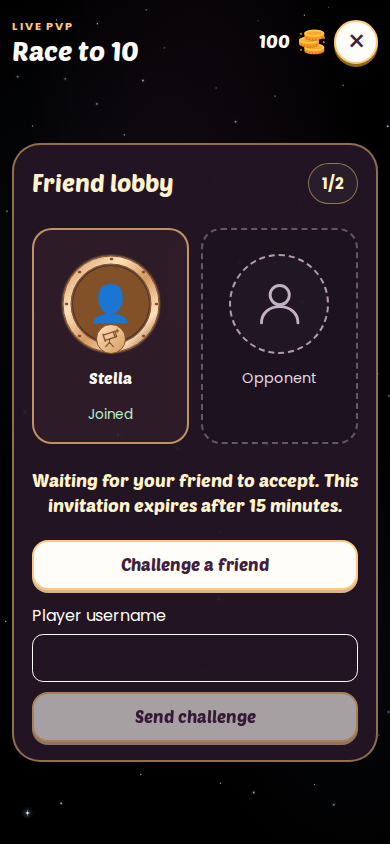 LIVE PVP
Race to 10
100
×
Friend lobby
1/2
Stella
Joined
Opponent
Waiting for your friend to accept. This
invitation expires after 15 minutes.
Challenge a friend
Player username
Send challenge